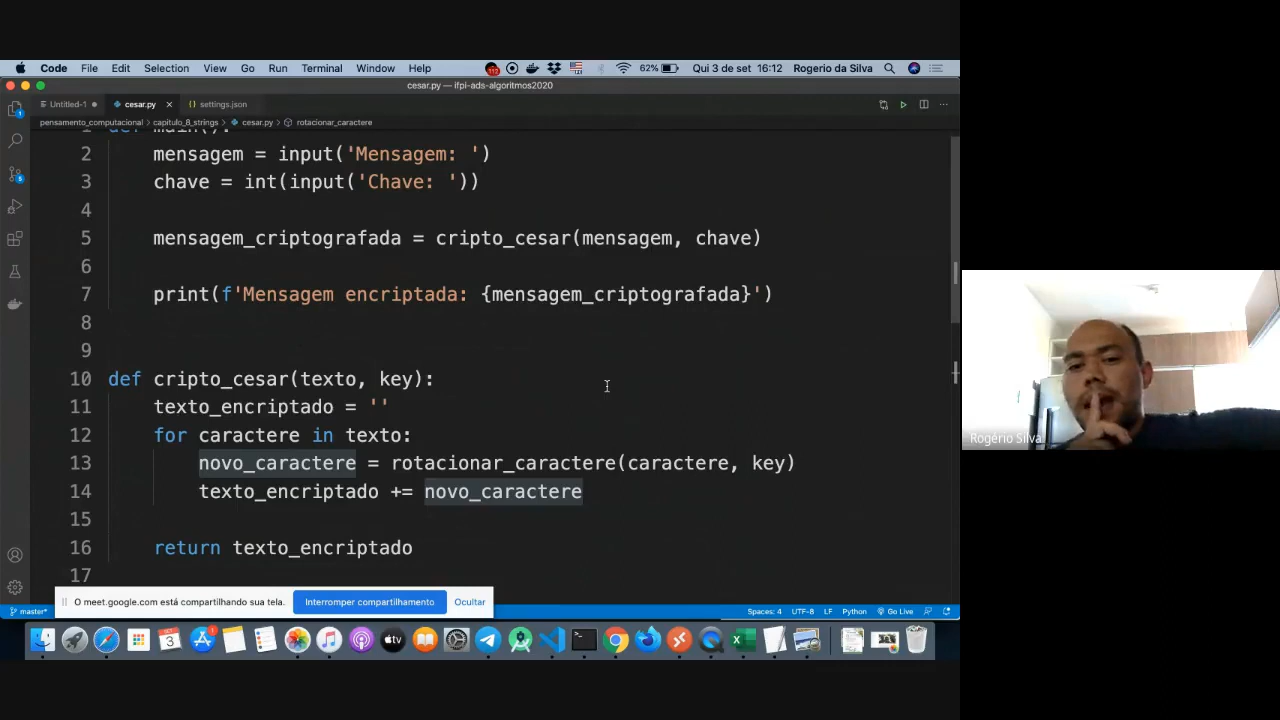 Code File Edit Selection View Go Run Terminal Window Help 112 62% Qui 3 de set 16:12 Rogerio da Silva
cesar.py — ifpi-ads-algoritmos2020
Untitled-1 cesar.py settings.json
pensamento_computacional > capitulo_8_strings > cesar.py > rotacionar_caractere
1 def main():
2 mensagem = input('Mensagem: ')
3 chave = int(input('Chave: '))
4
5 mensagem_criptografada = cripto_cesar(mensagem, chave)
6
7 print(f'Mensagem encriptada: {mensagem_criptografada}')
8
9
10 def cripto_cesar(texto, key):
11 texto_encriptado = ''
12 for caractere in texto:
13 novo_caractere = rotacionar_caractere(caractere, key)
14 texto_encriptado += novo_caractere
15
16 return texto_encriptado
17
O meet.google.com está compartilhando sua tela. Interromper compartilhamento Ocultar
master* Spaces: 4 UTF-8 LF Python Go Live
Rogério Silva